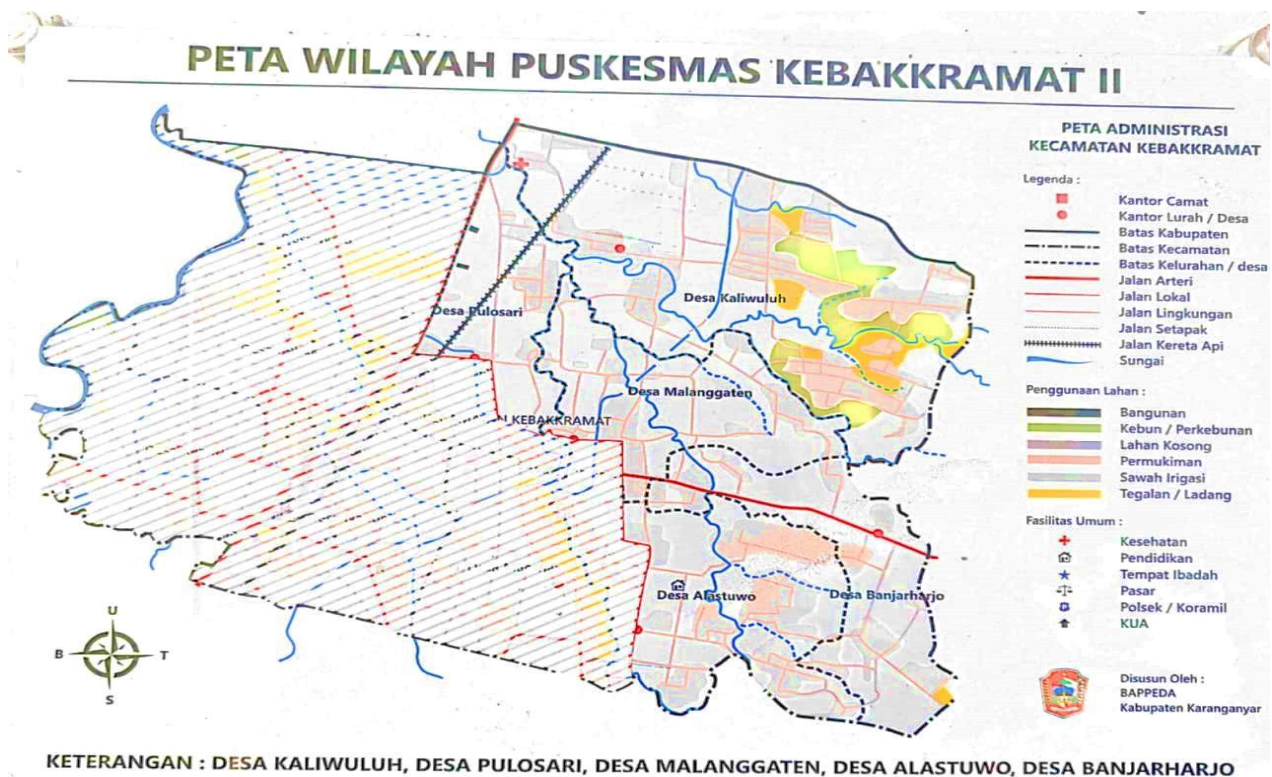 PETA WILAYAH PUSKESMAS KEBAKKRAMAT II
PETA ADMINISTRASI
KECAMATAN KEBAKKRAMAT
Legenda :
Kantor Camat
Kantor Lurah / Desa
Batas Kabupaten
Batas Kecamatan
Batas Kelurahan / desa
Jalan Arteri
Jalan Lokal
Jalan Lingkungan
Jalan Setapak
Jalan Kereta Api
Sungai
Penggunaan Lahan :
Bangunan
Kebun / Perkebunan
Lahan Kosong
Permukiman
Sawah Irigasi
Tegalan / Ladang
Fasilitas Umum :
Kesehatan
Pendidikan
Tempat Ibadah
Pasar
Polsek / Koramil
KUA
Disusun Oleh :
BAPPEDA
Kabupaten Karanganyar
Desa Kaliwuluh
Desa Pulosari
Desa Malanggaten
N KEBAKKRAMAT
Desa Alastuwo
Desa Banjarharjo
U
B
T
S
KETERANGAN : DESA KALIWULUH, DESA PULOSARI, DESA MALANGGATEN, DESA ALASTUWO, DESA BANJARHARJO